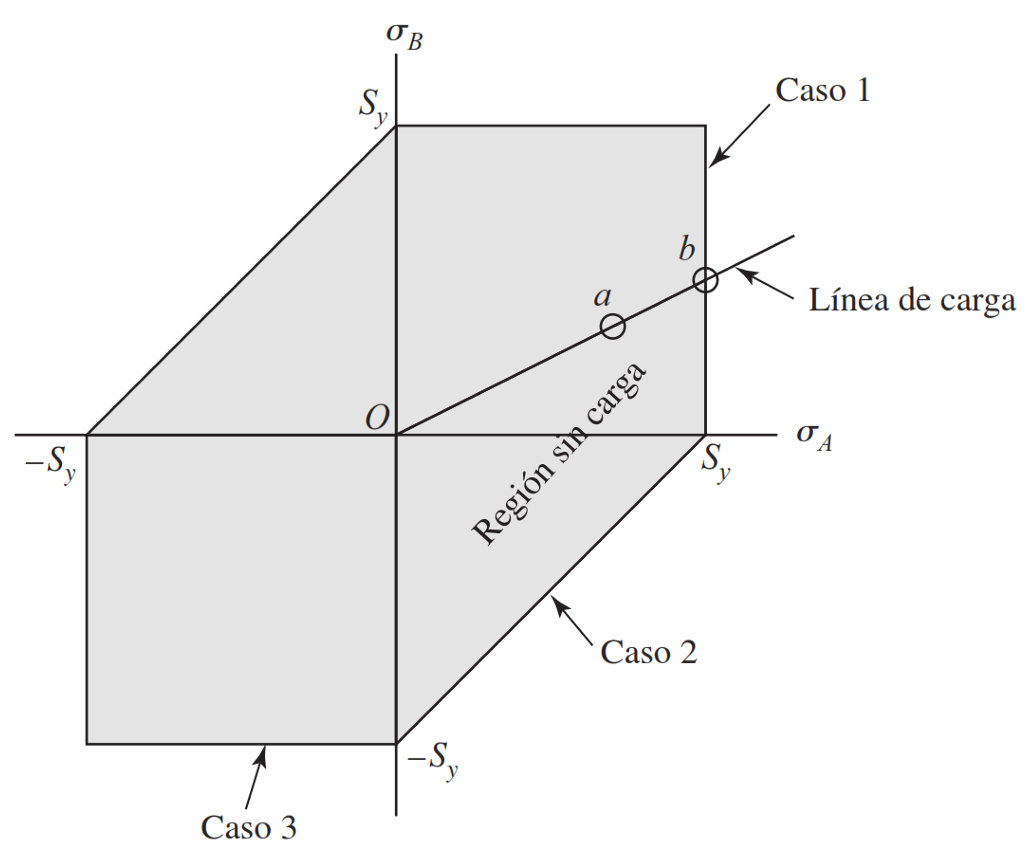 σ_B
S_y
Caso 1
b
a
Línea de carga
O
σ_A
–S_y
S_y
Región sin carga
Caso 2
–S_y
Caso 3